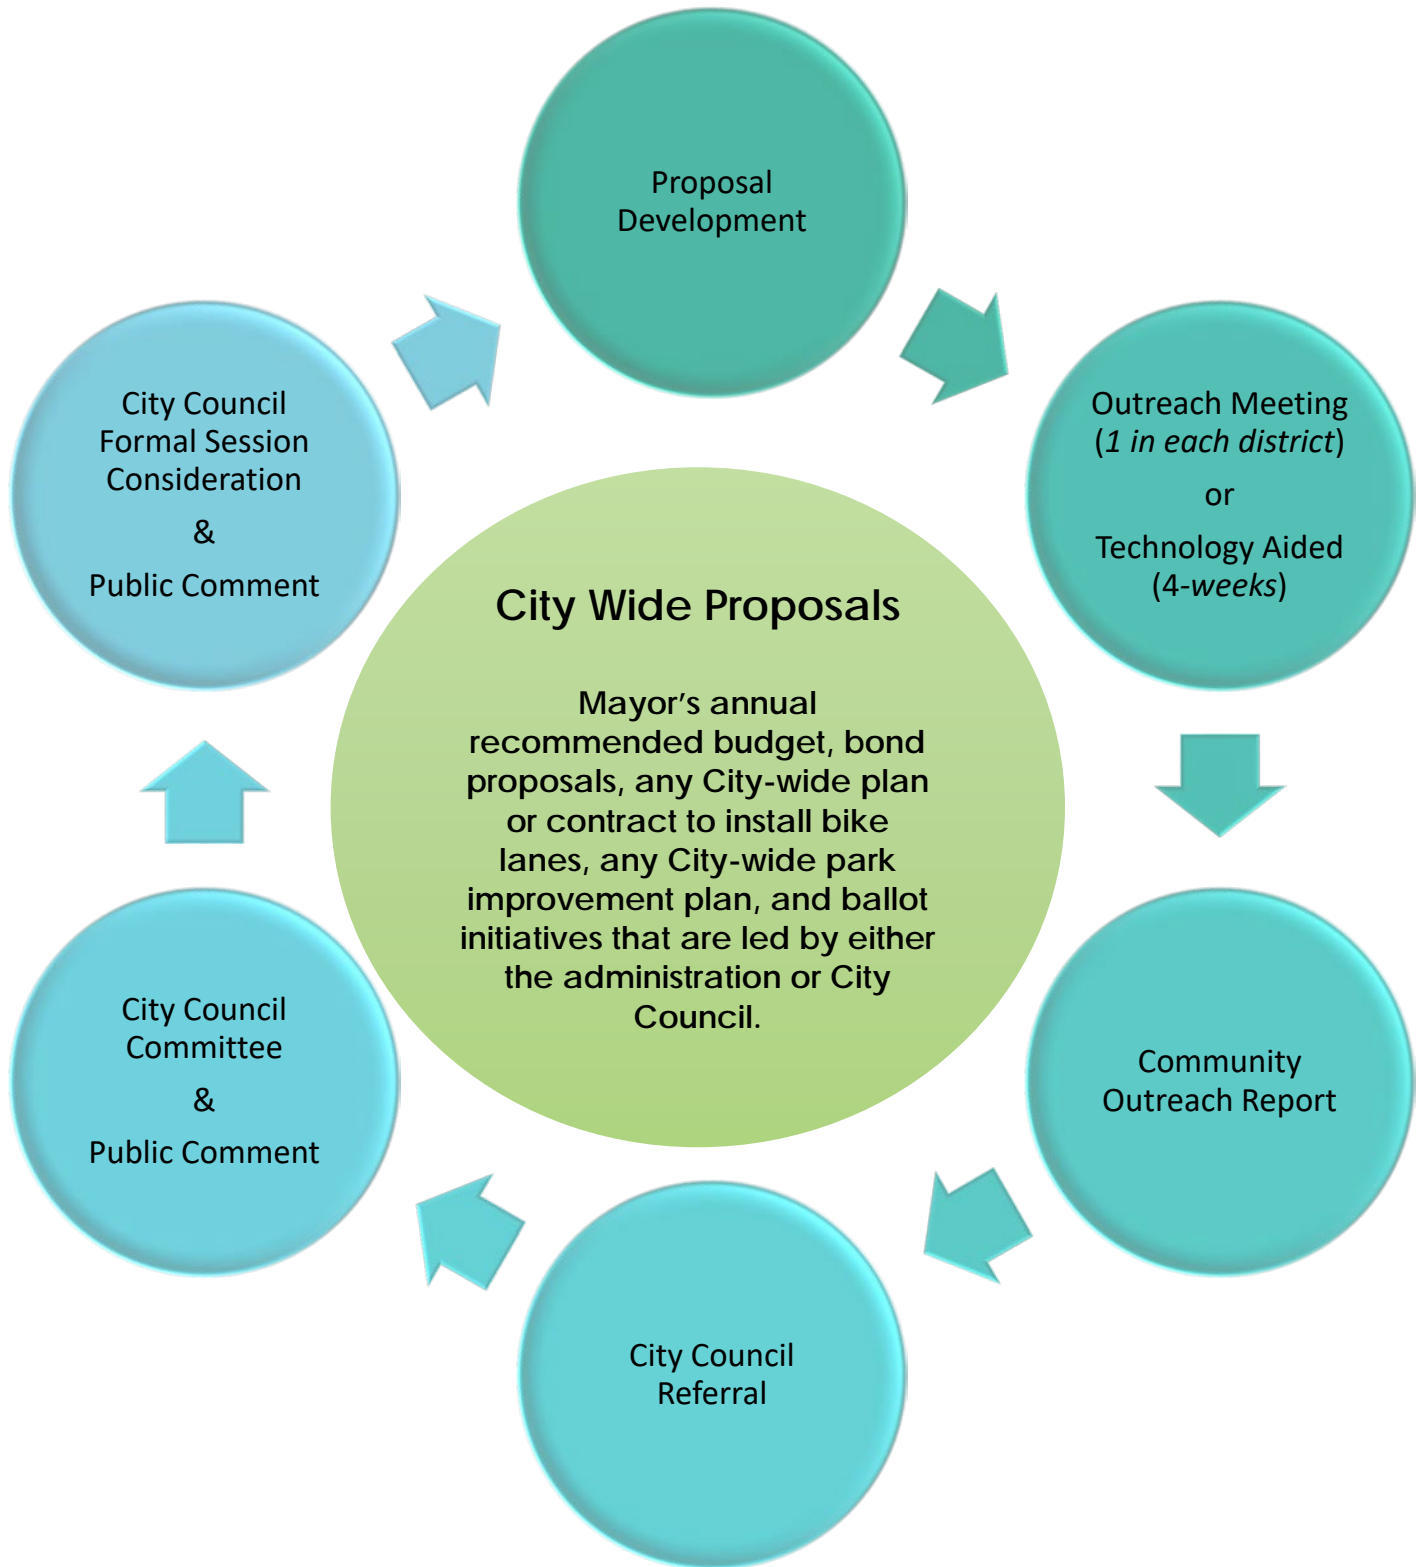 Proposal
Development
Outreach Meeting
(1 in each district)
or
Technology Aided
(4-weeks)
Community
Outreach Report
City Council
Referral
City Council
Committee
&
Public Comment
City Council
Formal Session
Consideration
&
Public Comment
City Wide Proposals
Mayor’s annual
recommended budget, bond
proposals, any City-wide plan
or contract to install bike
lanes, any City-wide park
improvement plan, and ballot
initiatives that are led by either
the administration or City
Council.